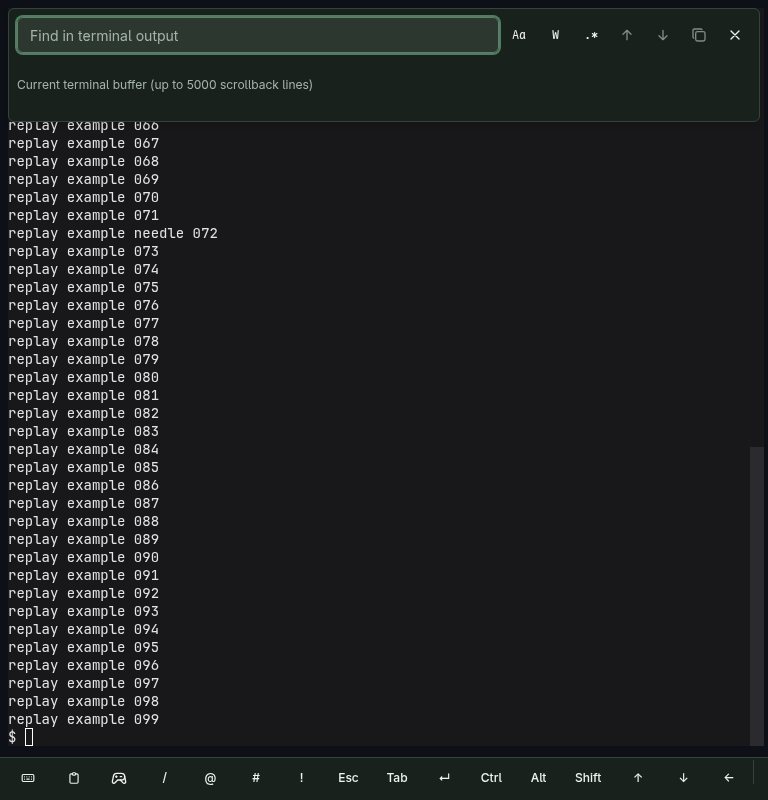 Find in terminal output
Aa W .*
Current terminal buffer (up to 5000 scrollback lines)
replay example 066
replay example 067
replay example 068
replay example 069
replay example 070
replay example 071
replay example needle 072
replay example 073
replay example 074
replay example 075
replay example 076
replay example 077
replay example 078
replay example 079
replay example 080
replay example 081
replay example 082
replay example 083
replay example 084
replay example 085
replay example 086
replay example 087
replay example 088
replay example 089
replay example 090
replay example 091
replay example 092
replay example 093
replay example 094
replay example 095
replay example 096
replay example 097
replay example 098
replay example 099
$
/ @ # ! Esc Tab ↵ Ctrl Alt Shift ↑ ↓ ←